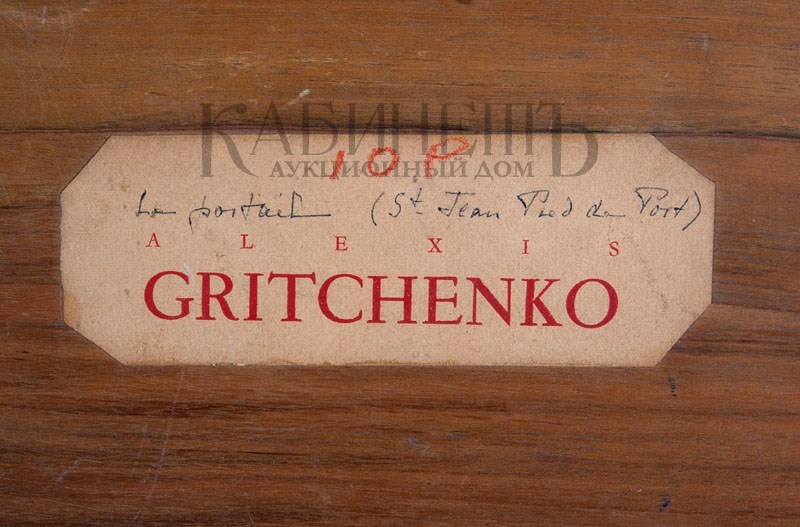 КАБИНЕТЪ
АУКЦИОННЫЙ ДОМ
10 P
Le portail (St Jean Pied de Port)
ALEXIS
GRITCHENKO